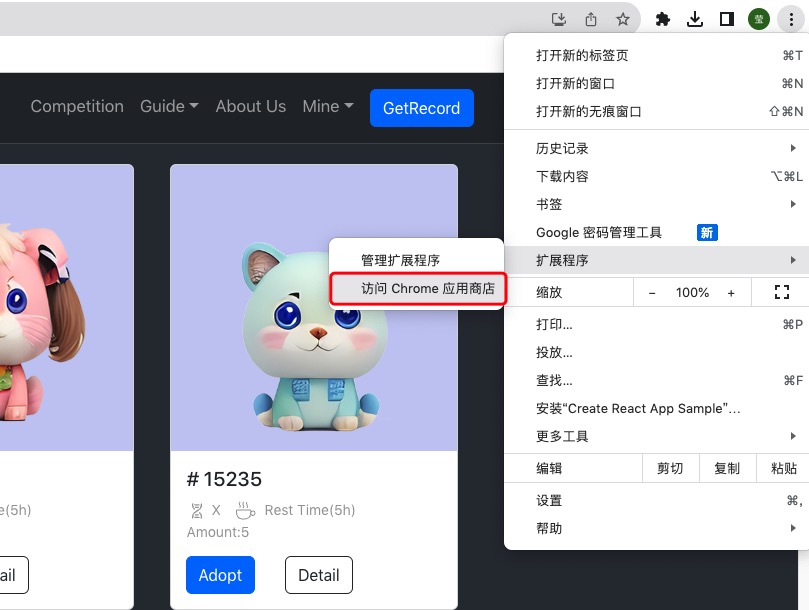 莹
打开新的标签页 ⌘T
打开新的窗口 ⌘N
打开新的无痕窗口 ⇧⌘N
历史记录
下载内容 ⌥⌘L
书签
Google 密码管理工具 新
扩展程序
缩放 − 100% +
打印... ⌘P
投放...
查找... ⌘F
安装“Create React App Sample”...
更多工具
编辑 剪切 复制 粘贴
设置 ⌘,
帮助
管理扩展程序
访问 Chrome 应用商店
Competition Guide About Us Mine GetRecord
e(5h)
ail
# 15235
X Rest Time(5h)
Amount:5
Adopt Detail